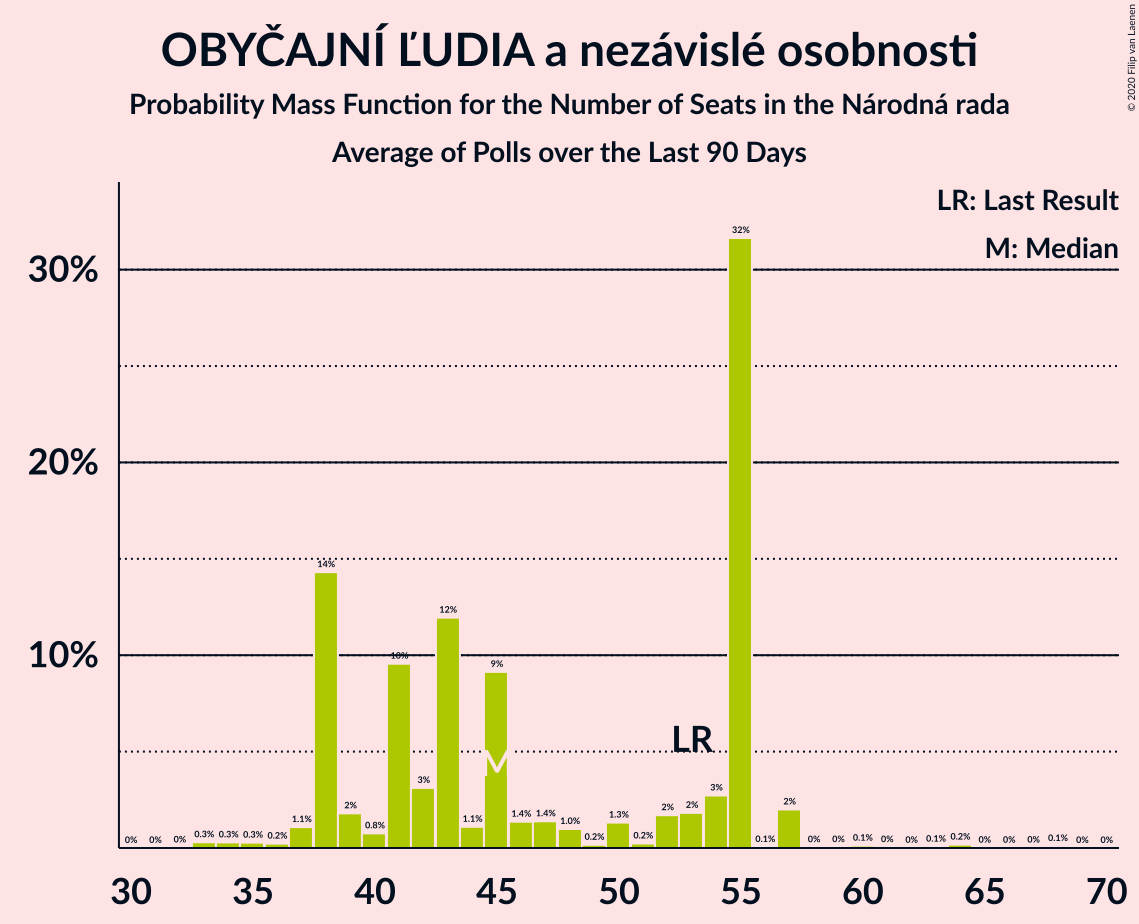 OBYČAJNÍ ĽUDIA a nezávislé osobnosti
Probability Mass Function for the Number of Seats in the Národná rada
Average of Polls over the Last 90 Days
© 2020 Filip van Laenen
LR: Last Result
M: Median
30%
20%
10%
0% 0% 0% 0.3% 0.3% 0.3% 0.2% 1.1% 14% 2% 0.8% 10% 3% 12% 1.1% 9% 1.4% 1.4% 1.0% 0.2% 1.3% 0.2% 2% 2% 3% 32% 0.1% 2% 0% 0% 0.1% 0% 0% 0.1% 0.2% 0% 0% 0% 0.1% 0% 0%
M
LR
30 35 40 45 50 55 60 65 70